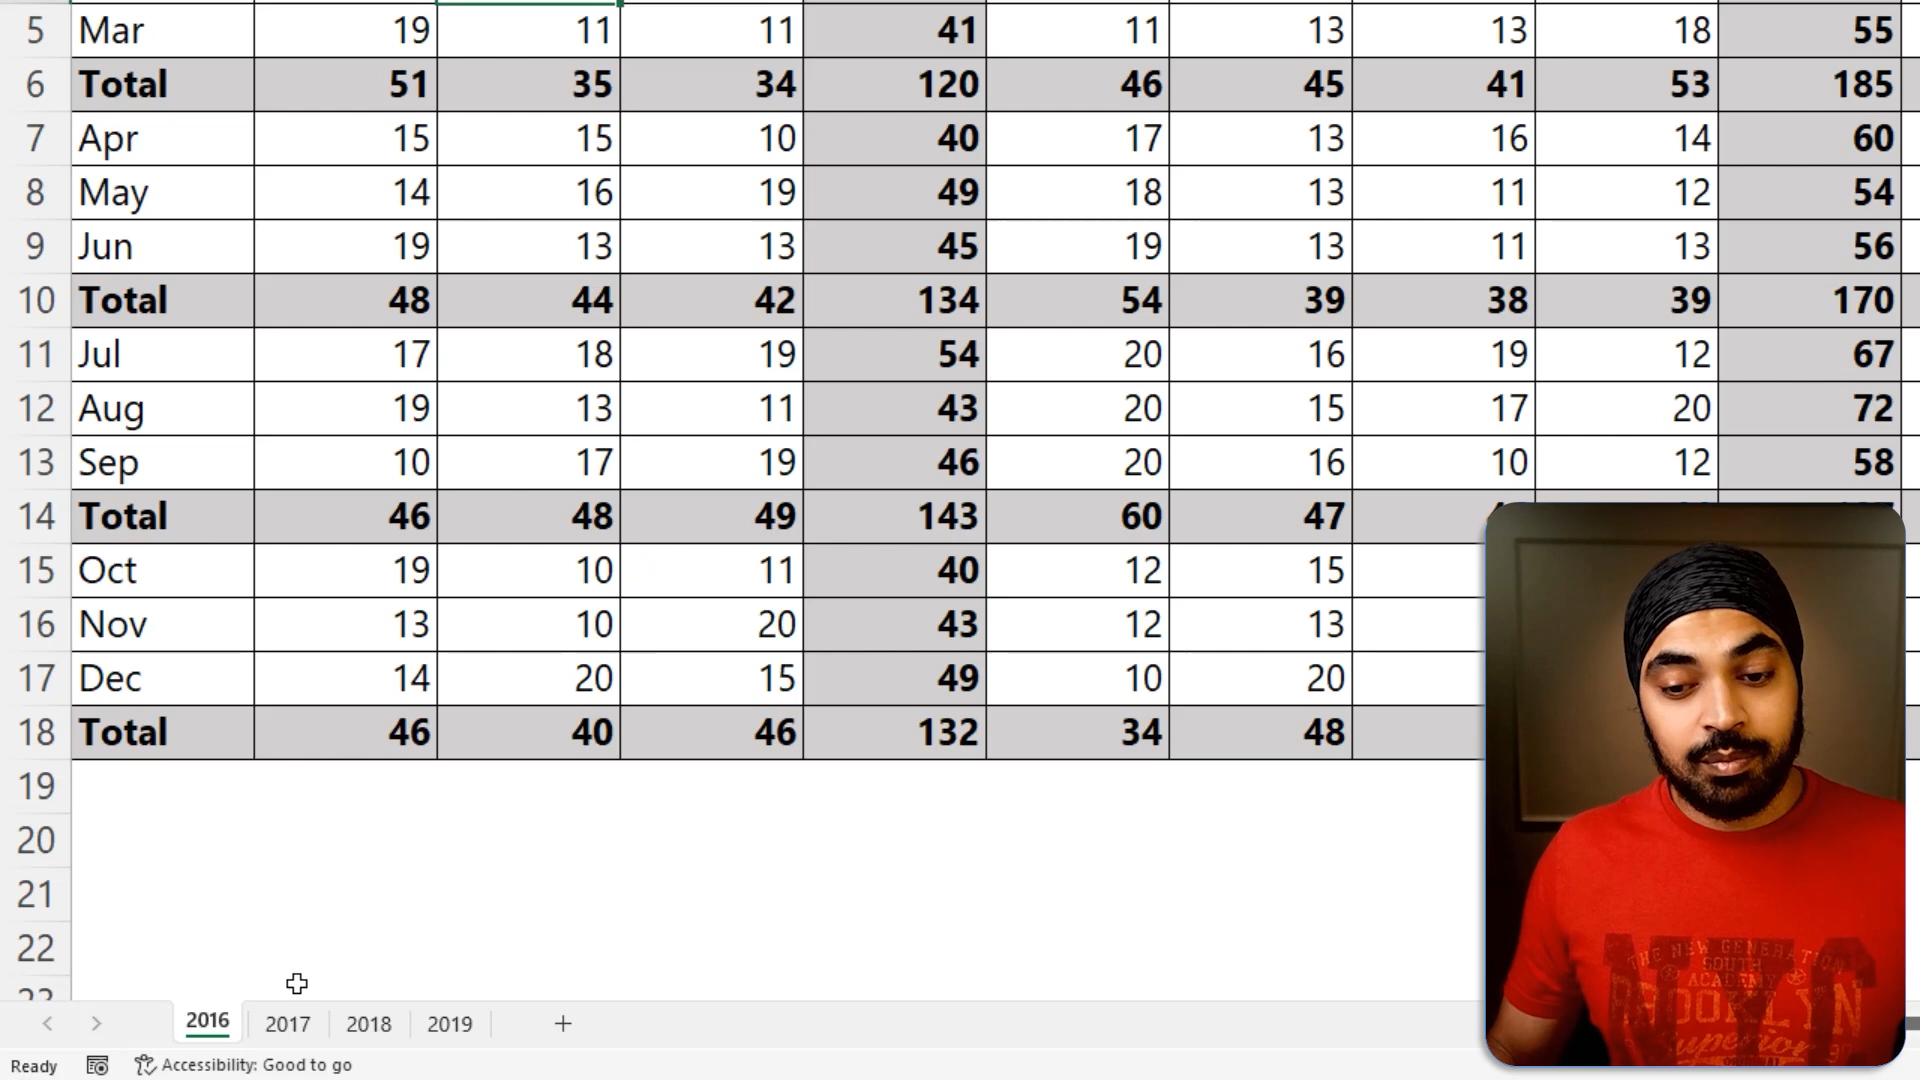 5 Mar 19 11 11 41 11 13 13 18 55
6 Total 51 35 34 120 46 45 41 53 185
7 Apr 15 15 10 40 17 13 16 14 60
8 May 14 16 19 49 18 13 11 12 54
9 Jun 19 13 13 45 19 13 11 13 56
10 Total 48 44 42 134 54 39 38 39 170
11 Jul 17 18 19 54 20 16 19 12 67
12 Aug 19 13 11 43 20 15 17 20 72
13 Sep 10 17 19 46 20 16 10 12 58
14 Total 46 48 49 143 60 47
15 Oct 19 10 11 40 12 15
16 Nov 13 10 20 43 12 13
17 Dec 14 20 15 49 10 20
18 Total 46 40 46 132 34 48
19
20
21
22
2016 2017 2018 2019 +
Ready Accessibility: Good to go
THE NEW GENERATION
SOUTH
ACADEMY
BROOKLYN
Superior